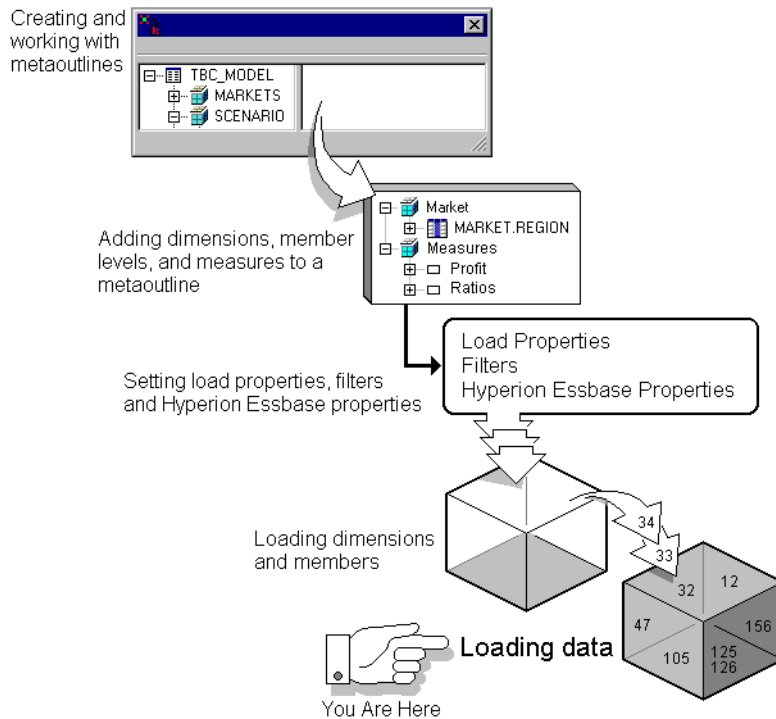 Creating and
working with
metaoutlines
TBC_MODEL
MARKETS
SCENARIO
Market
MARKET.REGION
Measures
Profit
Ratios
Adding dimensions, member
levels, and measures to a
metaoutline
Load Properties
Filters
Hyperion Essbase Properties
Setting load properties, filters
and Hyperion Essbase properties
Loading dimensions
and members
34
33
32
12
47
156
105
125
126
Loading data
You Are Here